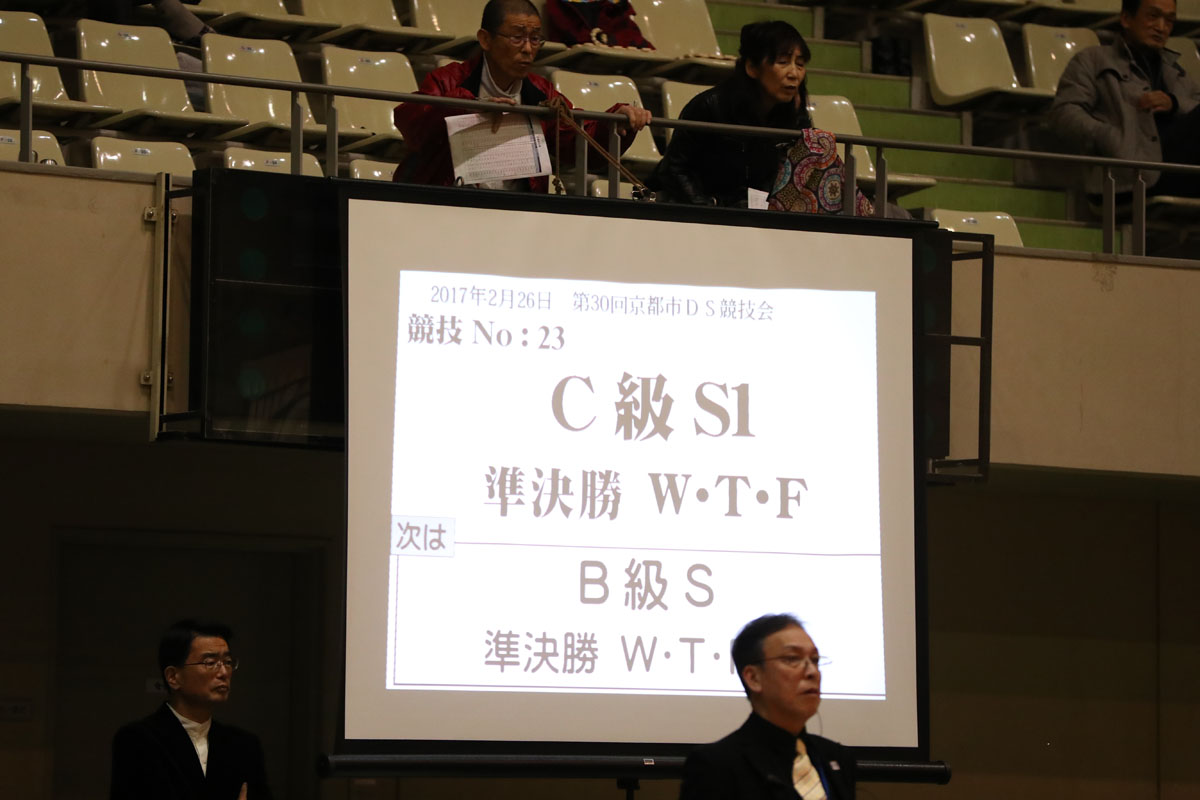 2017年2月26日 第30回京都市DS競技会
競技 No：23
C 級 S1
準決勝 W・T・F
次は
B 級 S
準決勝 W・T・